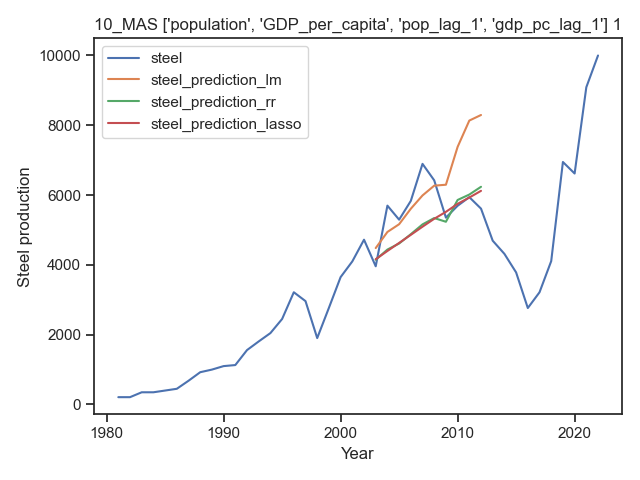 10_MAS ['population', 'GDP_per_capita', 'pop_lag_1', 'gdp_pc_lag_1'] 1
steel
steel_prediction_lm
steel_prediction_rr
steel_prediction_lasso
Steel production
10000
8000
6000
4000
2000
0
1980 1990 2000 2010 2020
Year